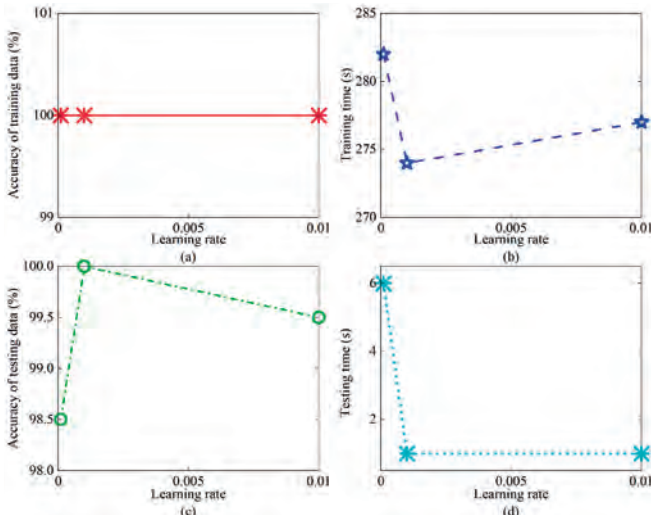 101
100
99
Accuracy of training data (%)
0
0.005
0.01
Learning rate
(a)
285
280
275
270
Training time (s)
0
0.005
0.01
Learning rate
(b)
100.0
99.5
99.0
98.5
98.0
Accuracy of testing data (%)
0
0.005
0.01
Learning rate
(c)
6
4
2
Testing time (s)
0
0.005
0.01
Learning rate
(d)